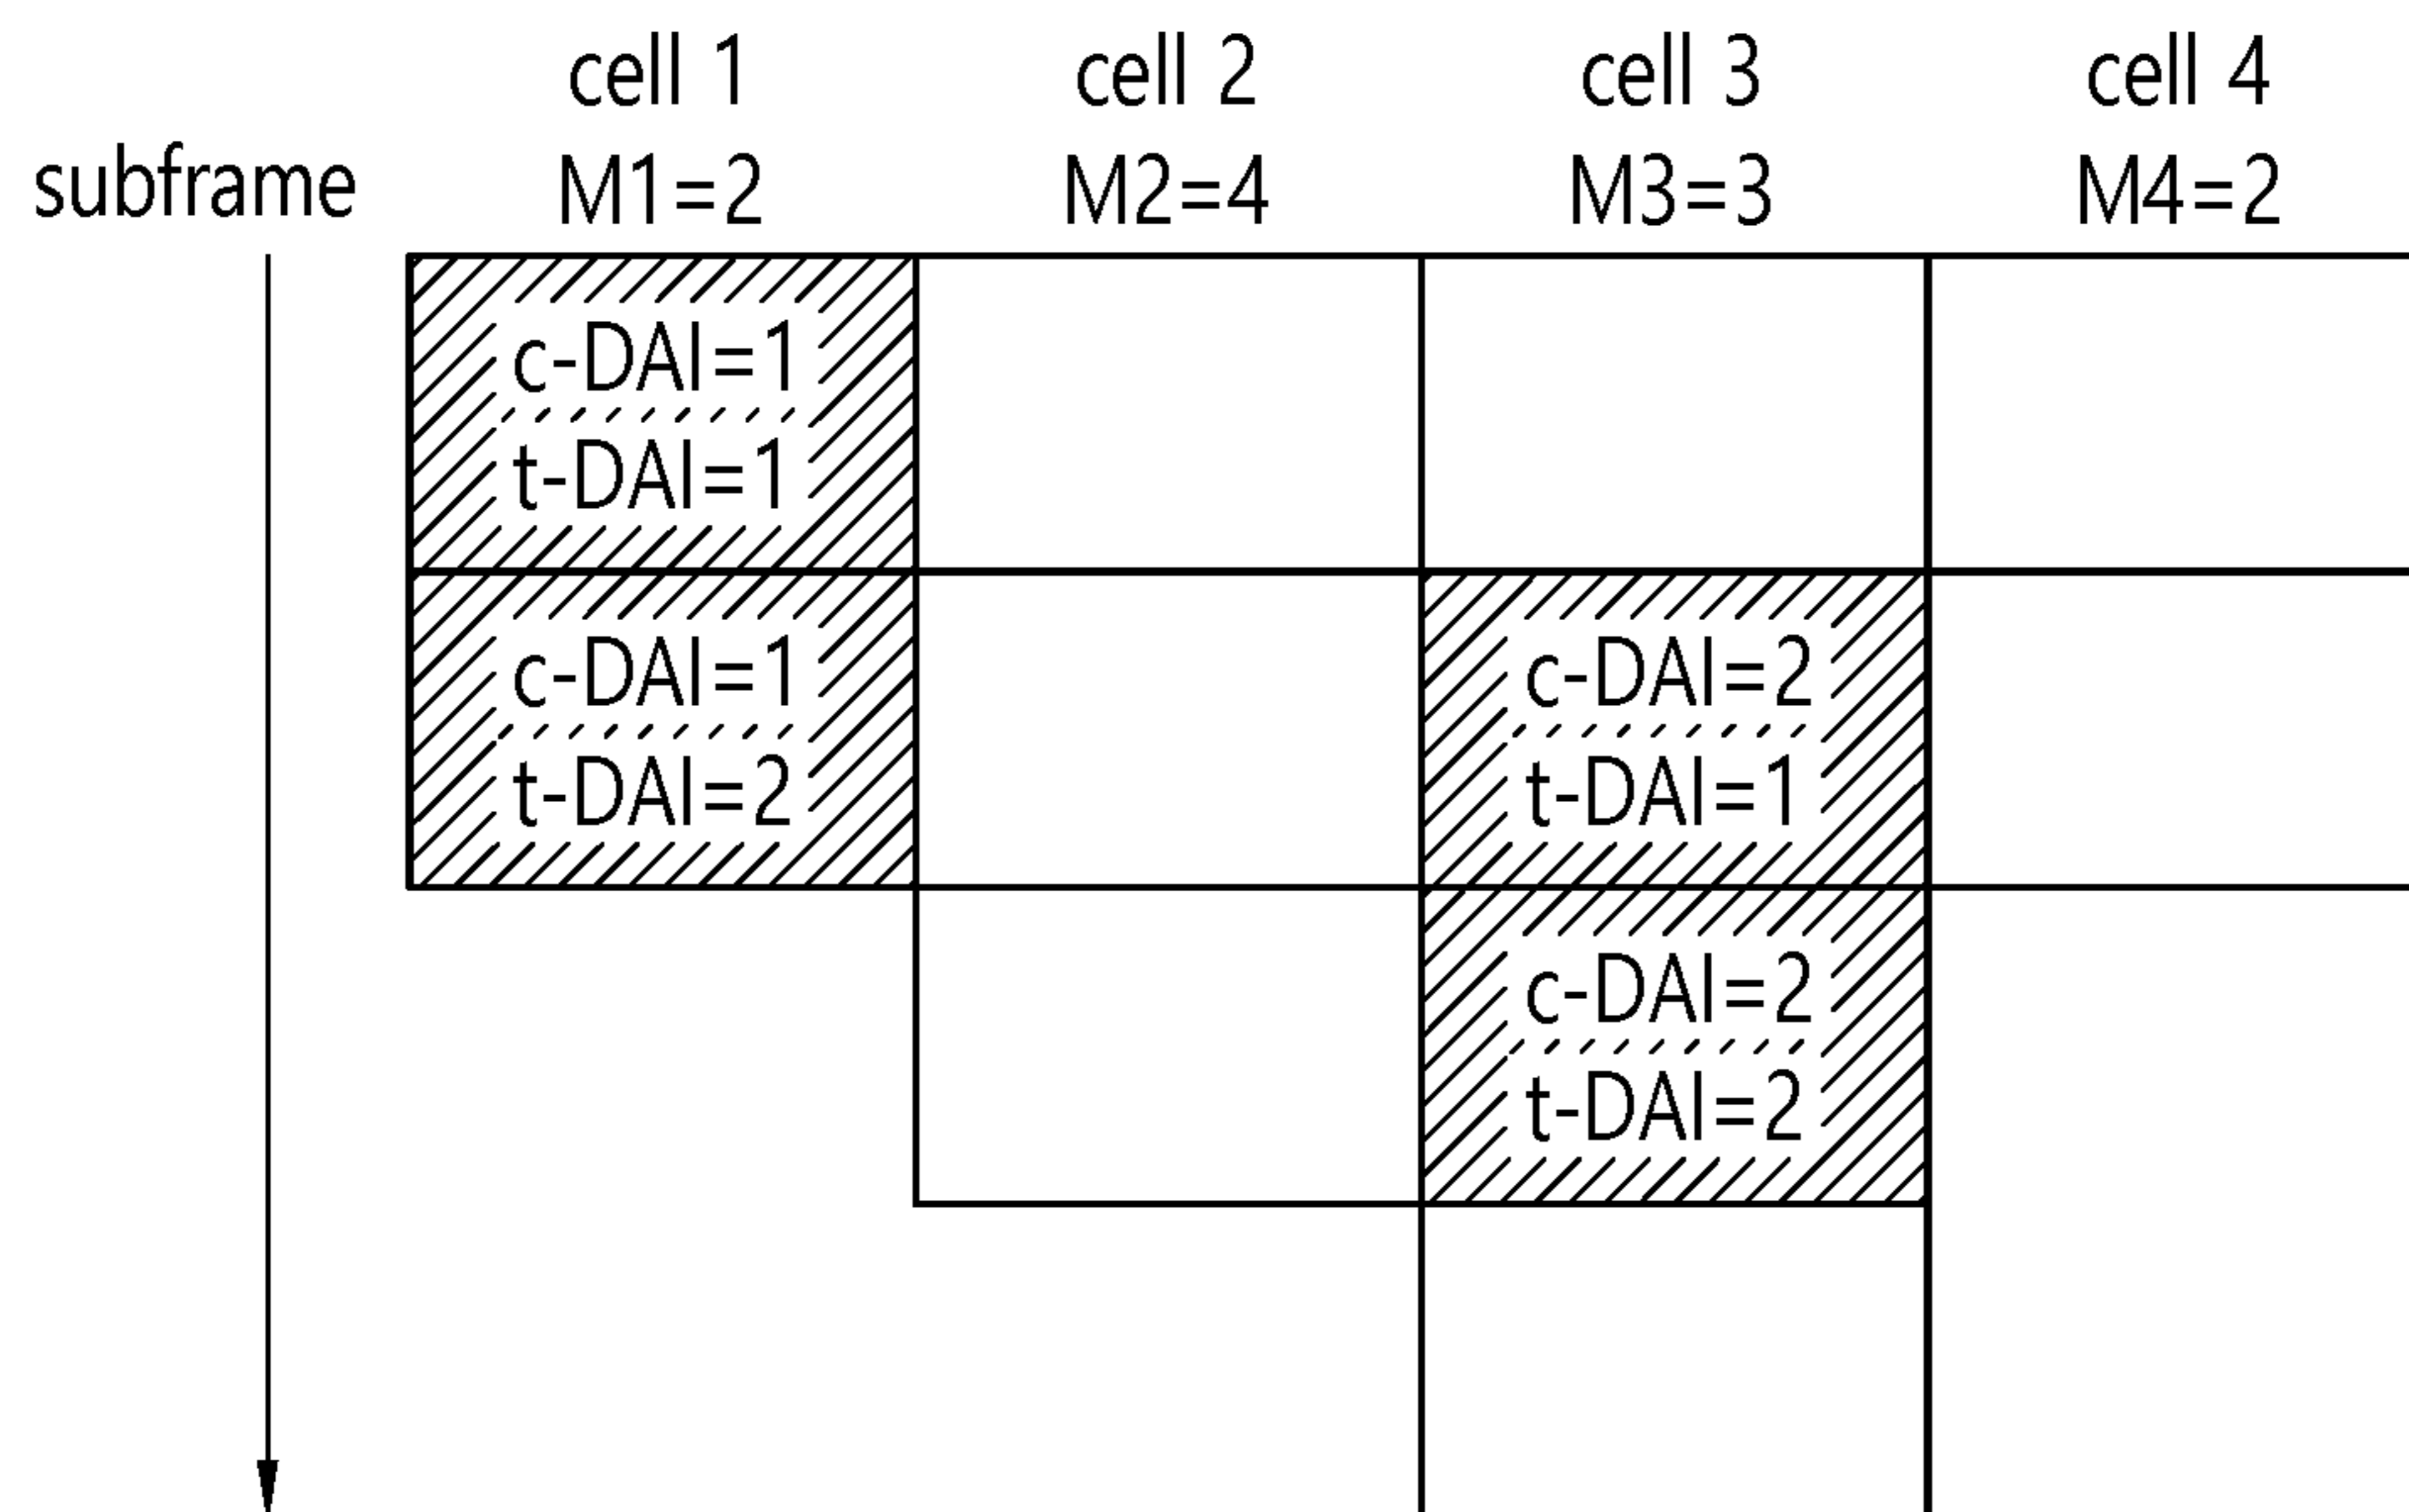 cell 1
cell 2
cell 3
cell 4
subframe
M1=2
M2=4
M3=3
M4=2
c-DAI=1
t-DAI=1
c-DAI=1
t-DAI=2
c-DAI=2
t-DAI=1
c-DAI=2
t-DAI=2